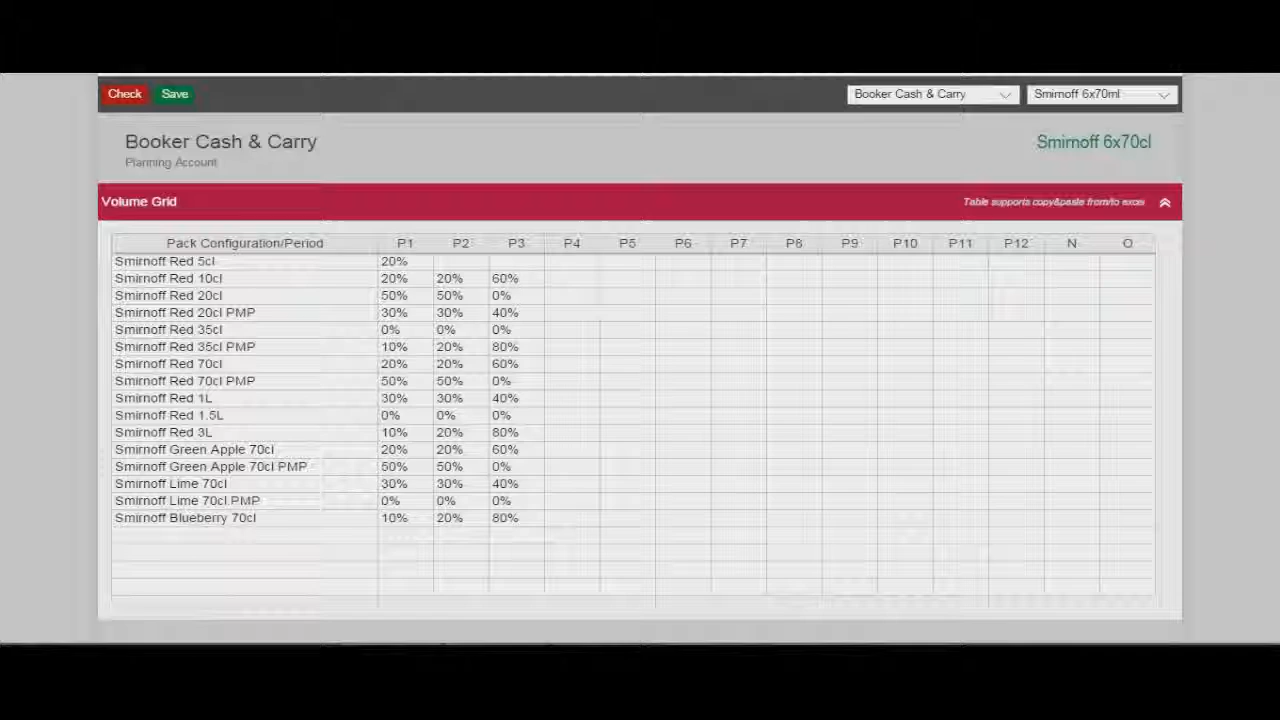 Check Save Booker Cash & Carry Smirnoff 6x70ml
Booker Cash & Carry Smirnoff 6x70cl
Planning Account
Volume Grid Table supports copy&paste from/to excel
Pack Configuration/Period P1 P2 P3 P4 P5 P6 P7 P8 P9 P10 P11 P12 N O
Smirnoff Red 5cl 20%
Smirnoff Red 10cl 20% 20% 60%
Smirnoff Red 20cl 50% 50% 0%
Smirnoff Red 20cl PMP 30% 30% 40%
Smirnoff Red 35cl 0% 0% 0%
Smirnoff Red 35cl PMP 10% 20% 80%
Smirnoff Red 70cl 20% 20% 60%
Smirnoff Red 70cl PMP 50% 50% 0%
Smirnoff Red 1L 30% 30% 40%
Smirnoff Red 1.5L 0% 0% 0%
Smirnoff Red 3L 10% 20% 80%
Smirnoff Green Apple 70cl 20% 20% 60%
Smirnoff Green Apple 70cl PMP 50% 50% 0%
Smirnoff Lime 70cl 30% 30% 40%
Smirnoff Lime 70cl PMP 0% 0% 0%
Smirnoff Blueberry 70cl 10% 20% 80%